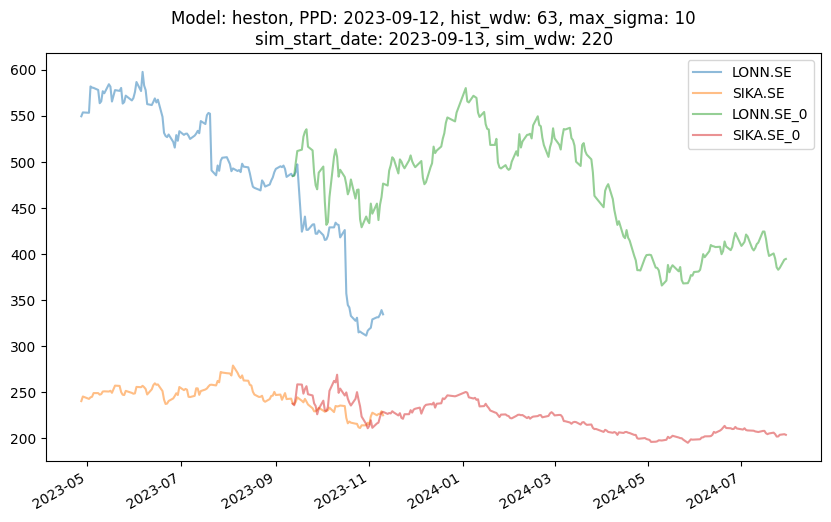 Model: heston, PPD: 2023-09-12, hist_wdw: 63, max_sigma: 10
sim_start_date: 2023-09-13, sim_wdw: 220
LONN.SE
SIKA.SE
LONN.SE_0
SIKA.SE_0
600
550
500
450
400
350
300
250
200
2023-05
2023-07
2023-09
2023-11
2024-01
2024-03
2024-05
2024-07